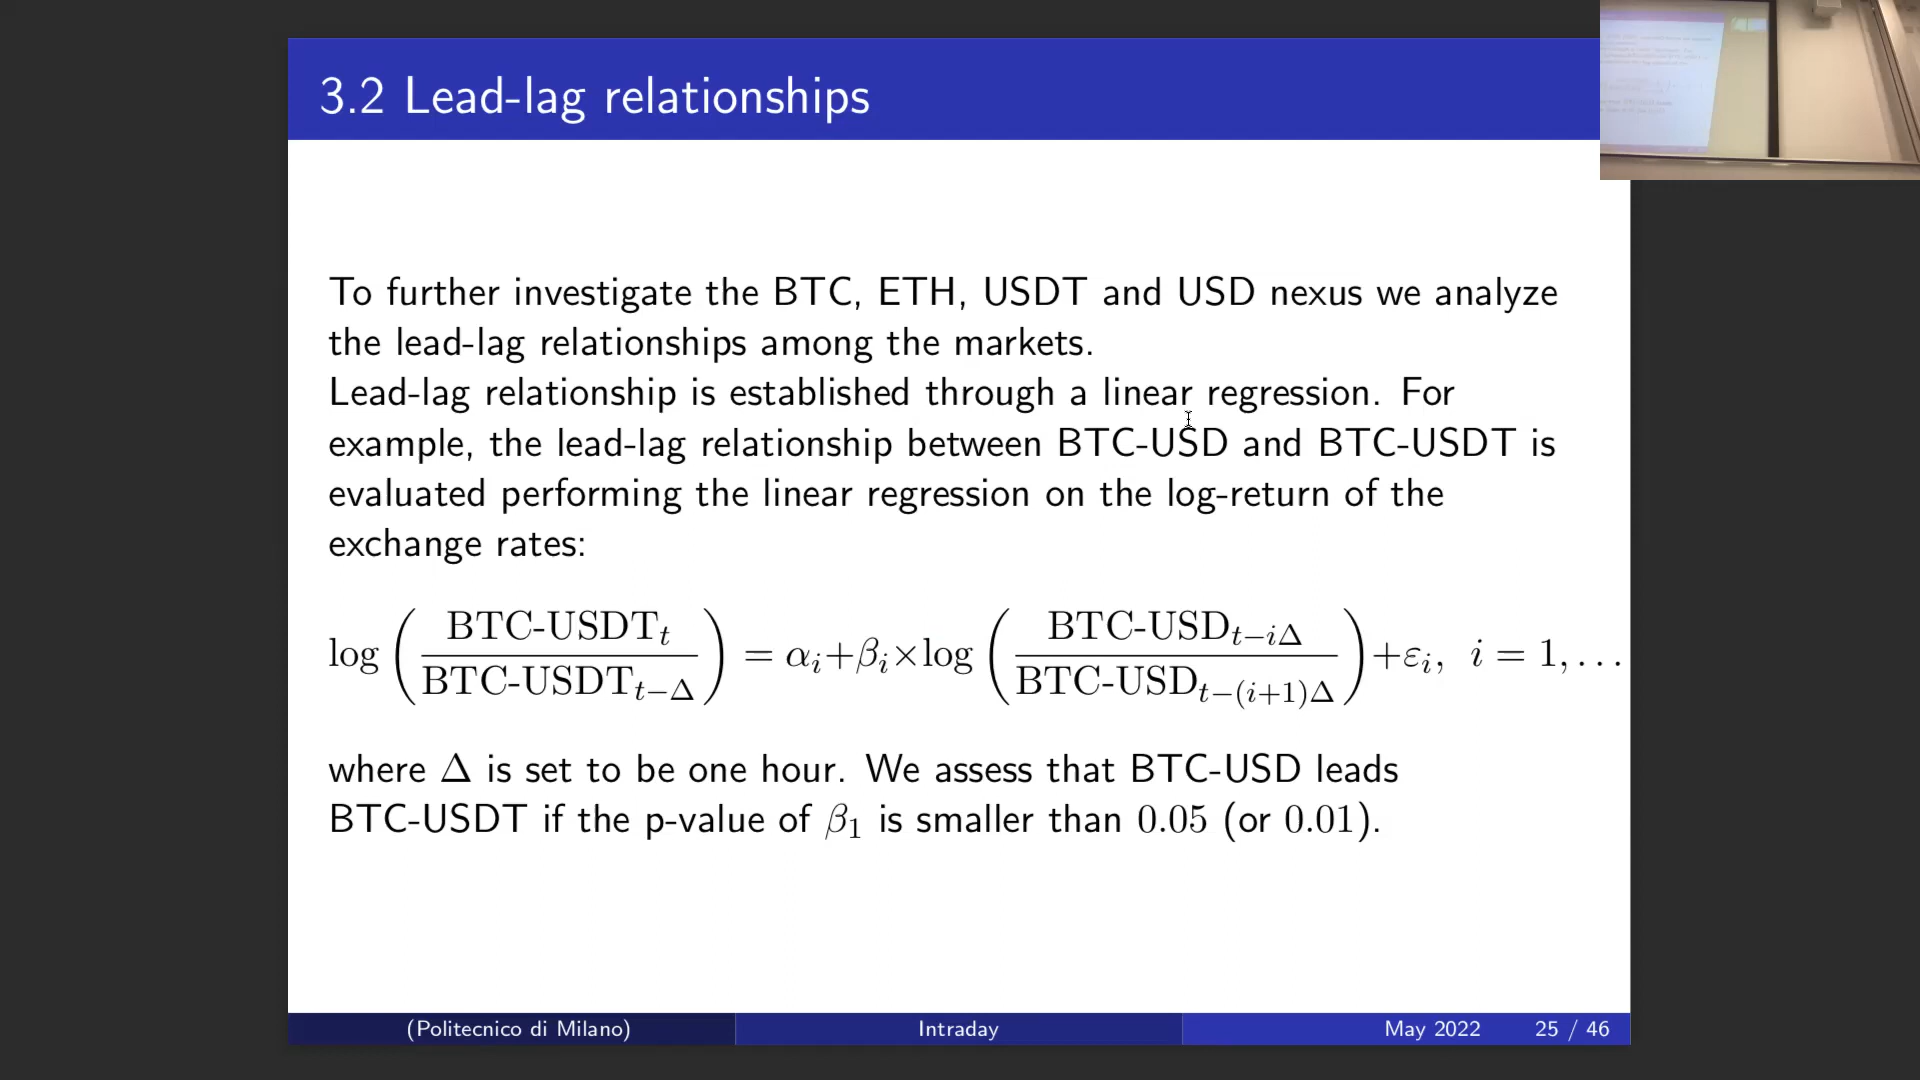 3.2 Lead-lag relationships
To further investigate the BTC, ETH, USDT and USD nexus we analyze
the lead-lag relationships among the markets.
Lead-lag relationship is established through a linear regression. For
example, the lead-lag relationship between BTC-USD and BTC-USDT is
evaluated performing the linear regression on the log-return of the
exchange rates:
log(BTC-USDT_t / BTC-USDT_{t−Δ}) = α_i+β_i×log(BTC-USD_{t−iΔ} / BTC-USD_{t−(i+1)Δ})+ε_i, i = 1, . . .
where Δ is set to be one hour. We assess that BTC-USD leads
BTC-USDT if the p-value of β_1 is smaller than 0.05 (or 0.01).
(Politecnico di Milano) Intraday May 2022 25 / 46